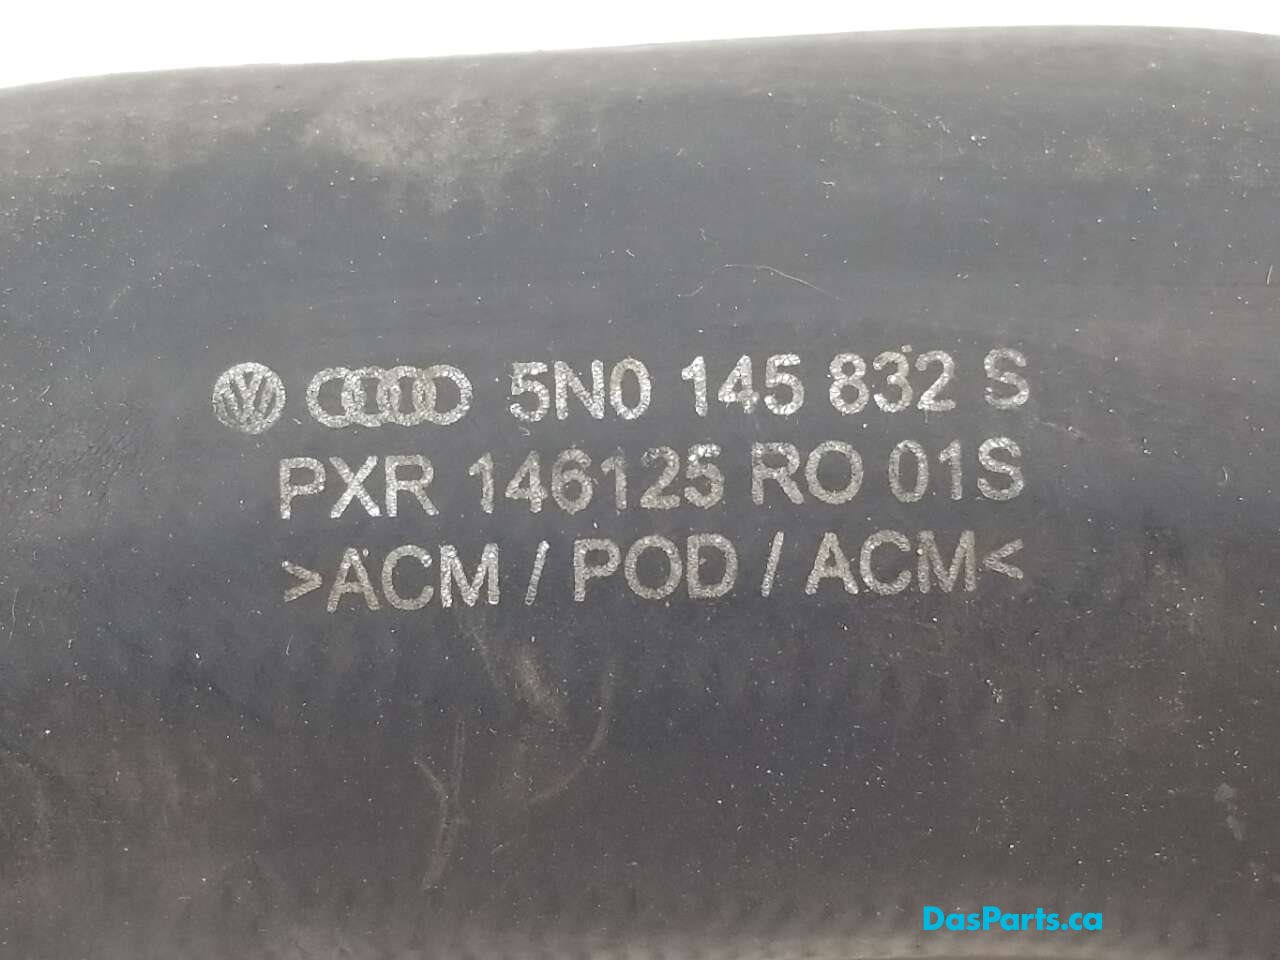 5N0 145 832 S
PXR 146125 RO 01S
>ACM / POD / ACM<
DasParts.ca